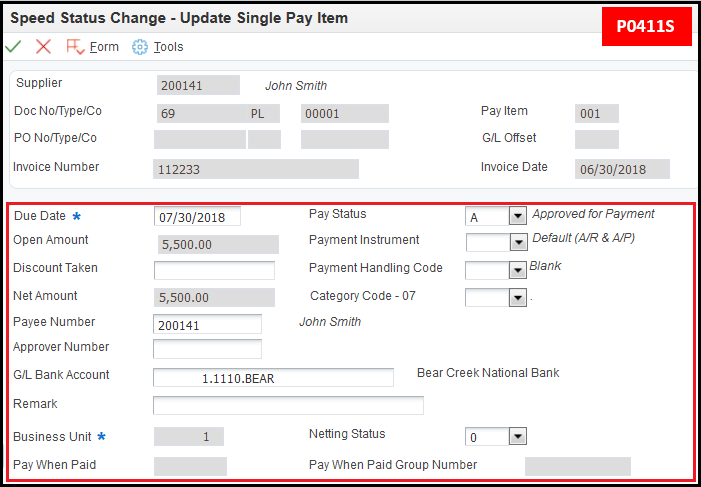 Speed Status Change - Update Single Pay Item
P0411S
Form Tools
Supplier 200141 John Smith
Doc No/Type/Co 69 PL 00001 Pay Item 001
PO No/Type/Co G/L Offset
Invoice Number 112233 Invoice Date 06/30/2018
Due Date * 07/30/2018 Pay Status A Approved for Payment
Open Amount 5,500.00 Payment Instrument Default (A/R & A/P)
Discount Taken Payment Handling Code Blank
Net Amount 5,500.00 Category Code - 07 .
Payee Number 200141 John Smith
Approver Number
G/L Bank Account 1.1110.BEAR Bear Creek National Bank
Remark
Business Unit * 1 Netting Status 0
Pay When Paid Pay When Paid Group Number